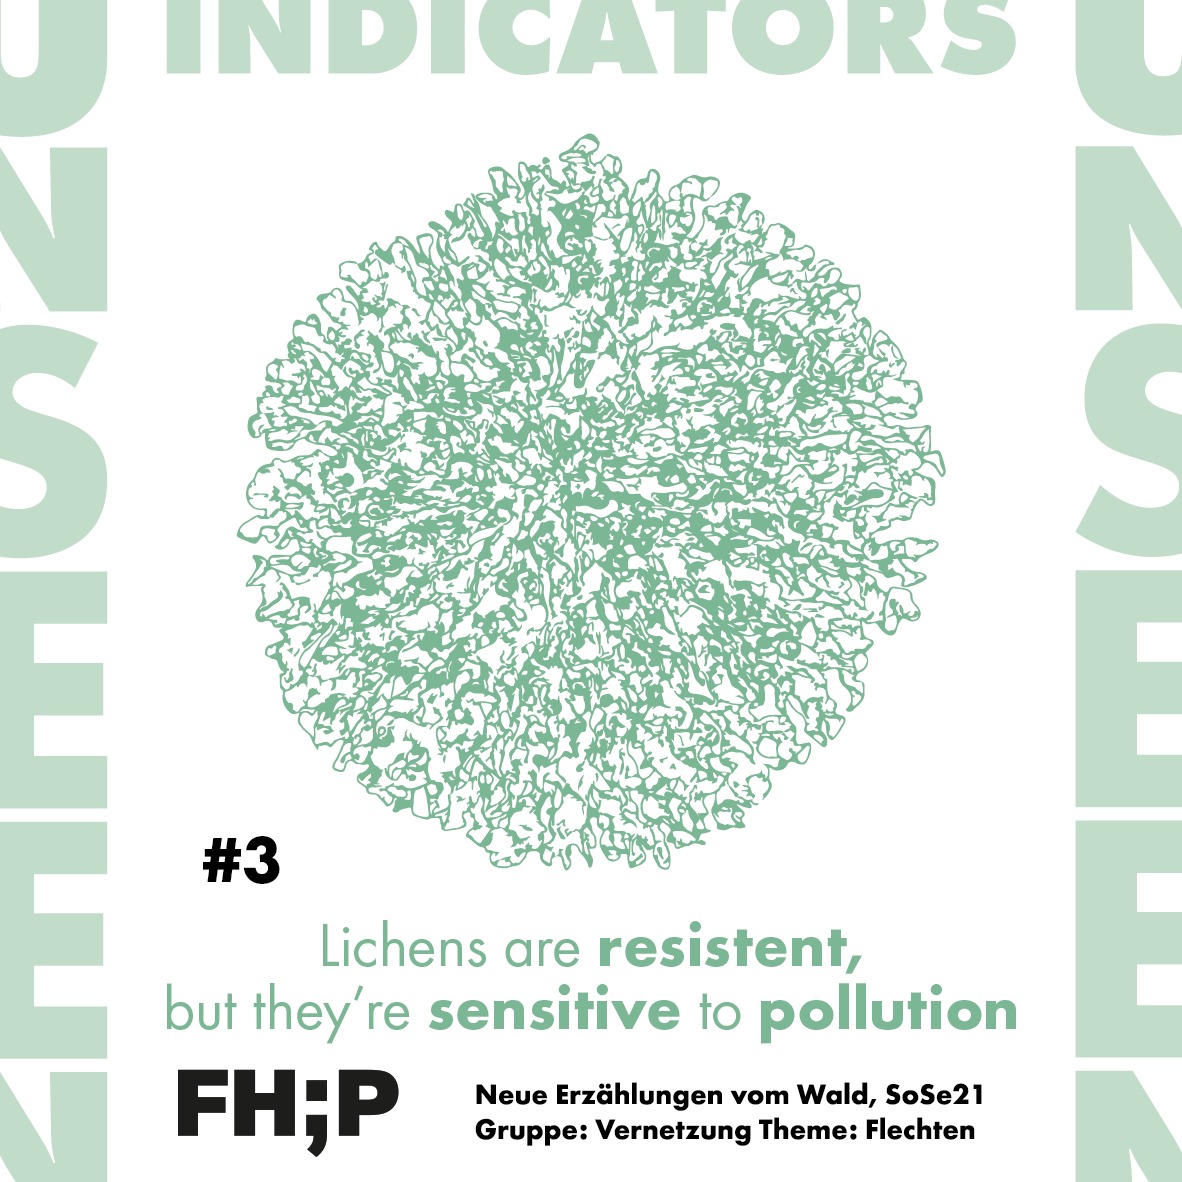 INDICATORS
UNSEEN
UNSEEN
#3
Lichens are resistent,
but they’re sensitive to pollution
FH;P
Neue Erzählungen vom Wald, SoSe21
Gruppe: Vernetzung Theme: Flechten